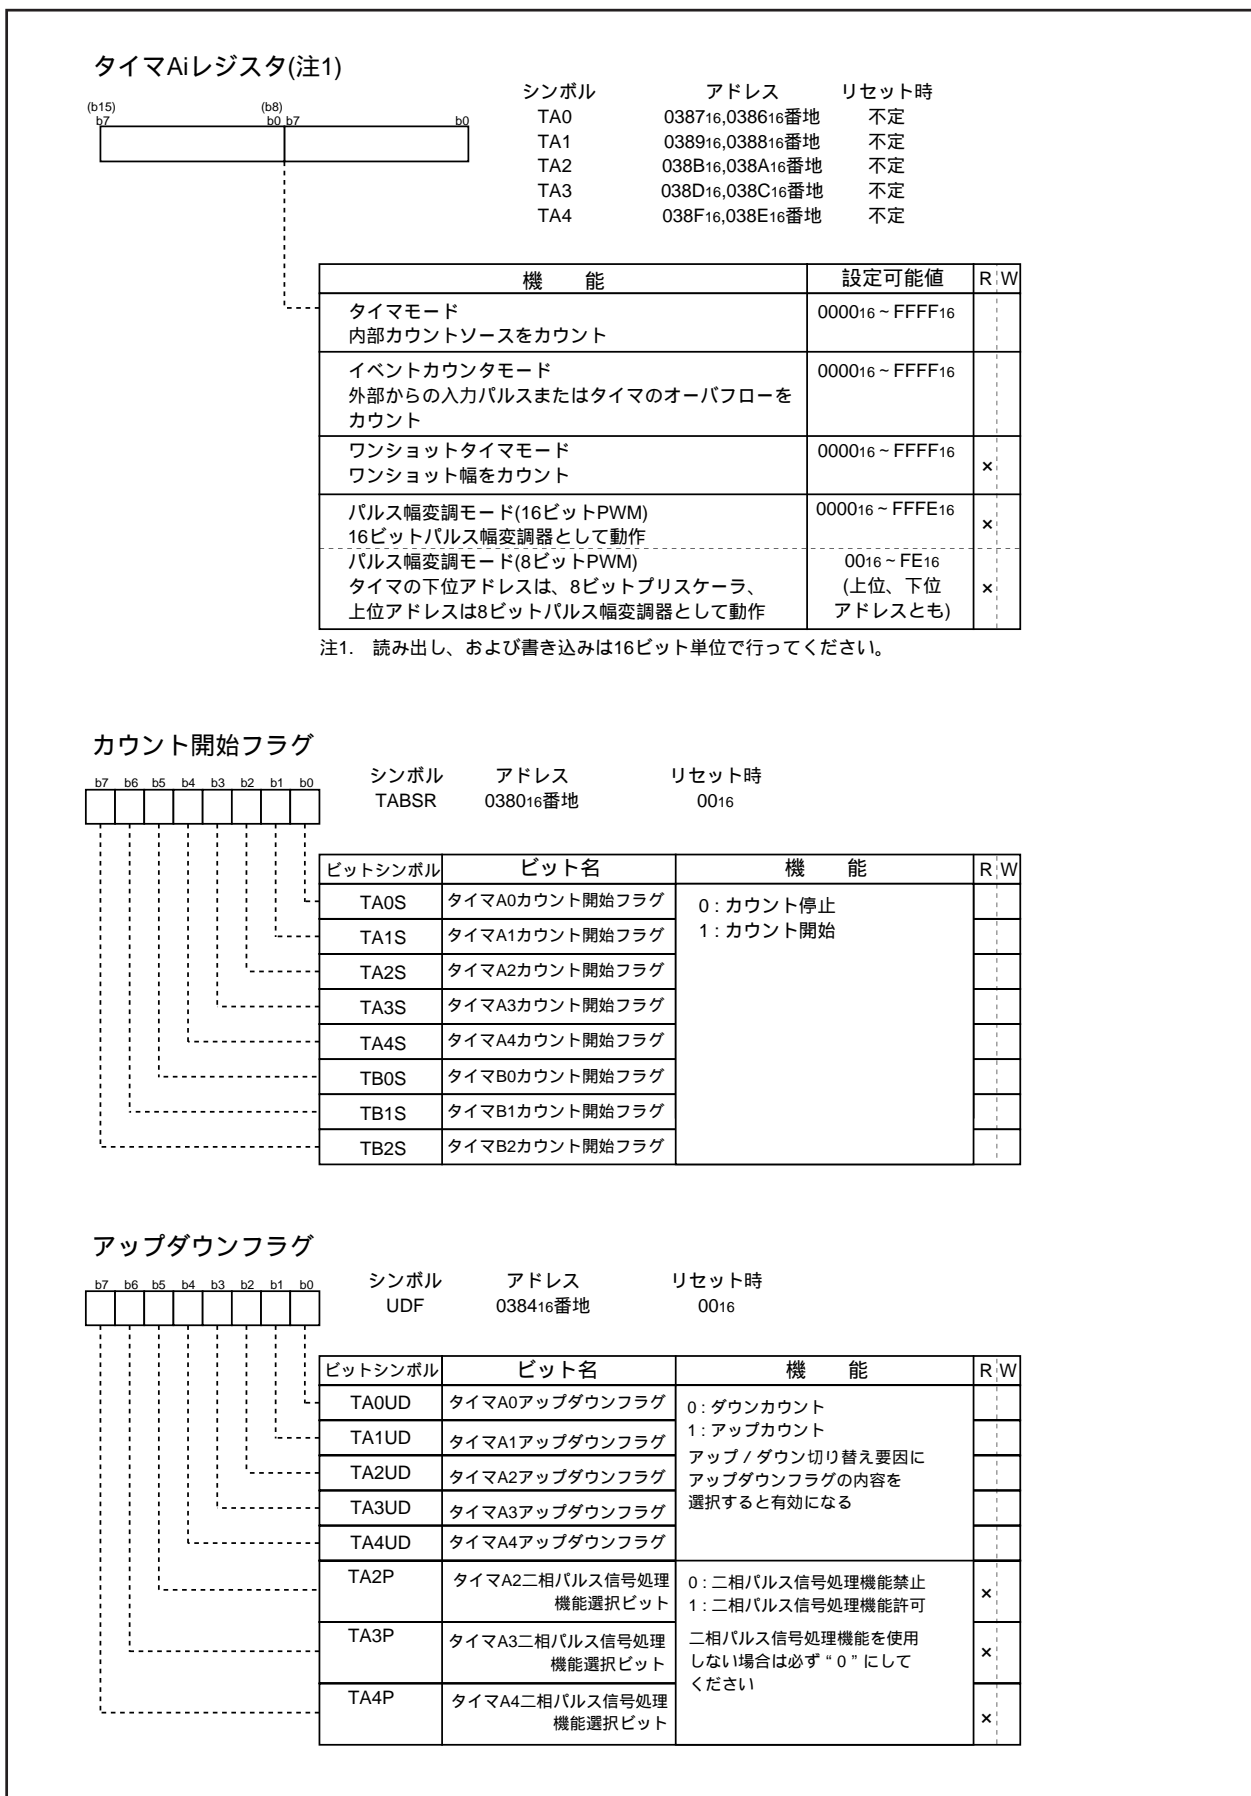 タイマAiレジスタ(注1)
シンボル アドレス リセット時
(b15) (b8)
b7 b0 b7 b0
TA0 038716,038616番地 不定
TA1 038916,038816番地 不定
TA2 038B16,038A16番地 不定
TA3 038D16,038C16番地 不定
TA4 038F16,038E16番地 不定
機 能 設定可能値 R W
タイマモード 000016 ~ FFFF16
内部カウントソースをカウント
イベントカウンタモード 000016 ~ FFFF16
外部からの入力パルスまたはタイマのオーバフローを
カウント
ワンショットタイマモード 000016 ~ FFFF16
ワンショット幅をカウント ×
パルス幅変調モード(16ビットPWM) 000016 ~ FFFE16
16ビットパルス幅変調器として動作 ×
パルス幅変調モード(8ビットPWM) 0016 ~ FE16
タイマの下位アドレスは、8ビットプリスケーラ、 (上位、下位 ×
上位アドレスは8ビットパルス幅変調器として動作 アドレスとも)
注1. 読み出し、および書き込みは16ビット単位で行ってください。
カウント開始フラグ
シンボル アドレス リセット時
b7 b6 b5 b4 b3 b2 b1 b0
TABSR 038016番地 0016
ビットシンボル ビット名 機 能 R W
TA0S タイマA0カウント開始フラグ 0 : カウント停止
TA1S タイマA1カウント開始フラグ 1 : カウント開始
TA2S タイマA2カウント開始フラグ
TA3S タイマA3カウント開始フラグ
TA4S タイマA4カウント開始フラグ
TB0S タイマB0カウント開始フラグ
TB1S タイマB1カウント開始フラグ
TB2S タイマB2カウント開始フラグ
アップダウンフラグ
シンボル アドレス リセット時
b7 b6 b5 b4 b3 b2 b1 b0
UDF 038416番地 0016
ビットシンボル ビット名 機 能 R W
TA0UD タイマA0アップダウンフラグ 0 : ダウンカウント
TA1UD タイマA1アップダウンフラグ 1 : アップカウント
アップ / ダウン切り替え要因に
TA2UD タイマA2アップダウンフラグ アップダウンフラグの内容を
TA3UD タイマA3アップダウンフラグ 選択すると有効になる
TA4UD タイマA4アップダウンフラグ
TA2P タイマA2二相パルス信号処理 0 : 二相パルス信号処理機能禁止 ×
機能選択ビット 1 : 二相パルス信号処理機能許可
TA3P タイマA3二相パルス信号処理 二相パルス信号処理機能を使用
機能選択ビット しない場合は必ず “ 0 ” にして ×
ください
TA4P タイマA4二相パルス信号処理
機能選択ビット ×